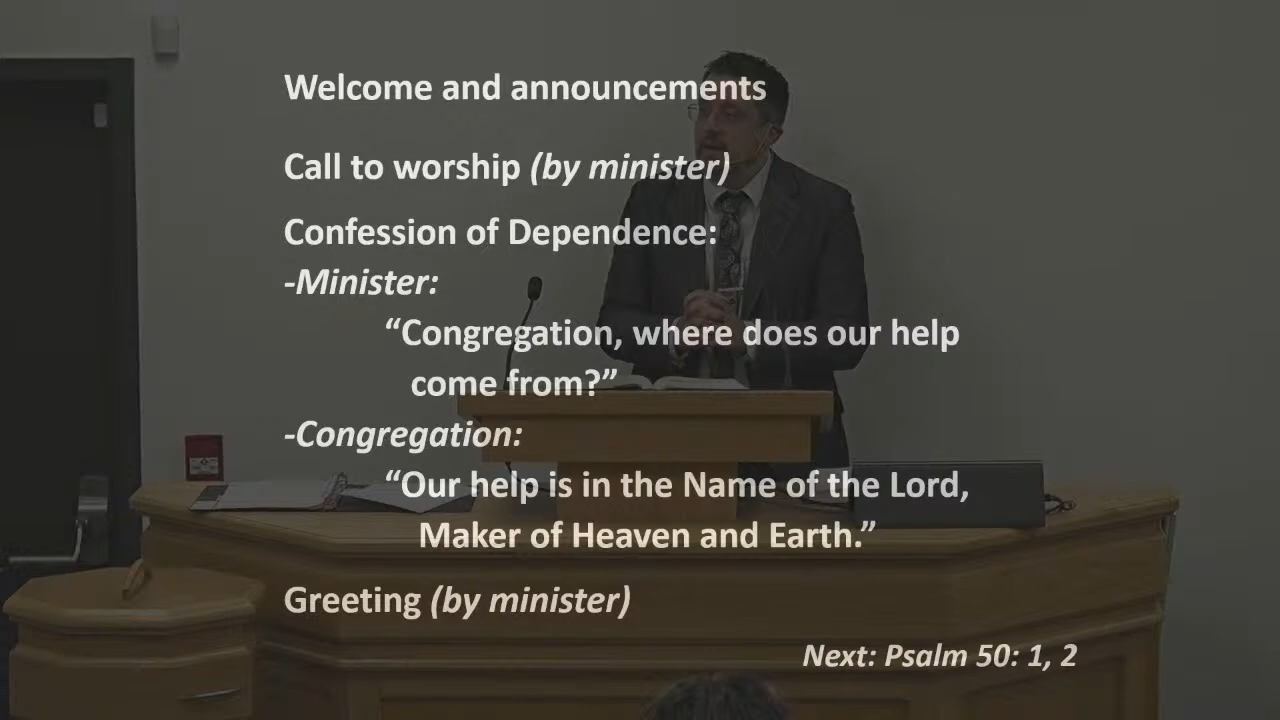 Welcome and announcements
Call to worship (by minister)
Confession of Dependence:
-Minister:
“Congregation, where does our help
come from?”
-Congregation:
“Our help is in the Name of the Lord,
Maker of Heaven and Earth.”
Greeting (by minister)
Next: Psalm 50: 1, 2